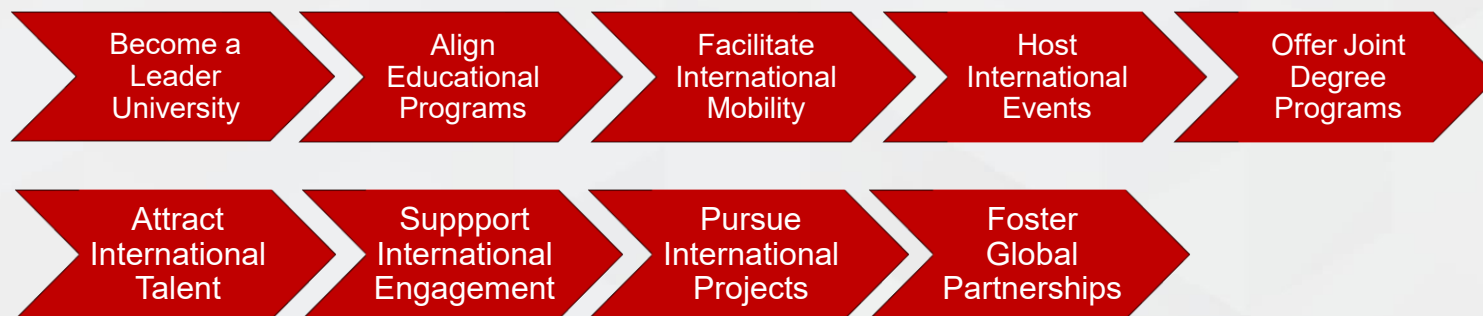 Become a
Leader
University
Align
Educational
Programs
Facilitate
International
Mobility
Host
International
Events
Offer Joint
Degree
Programs
Attract
International
Talent
Suppport
International
Engagement
Pursue
International
Projects
Foster
Global
Partnerships